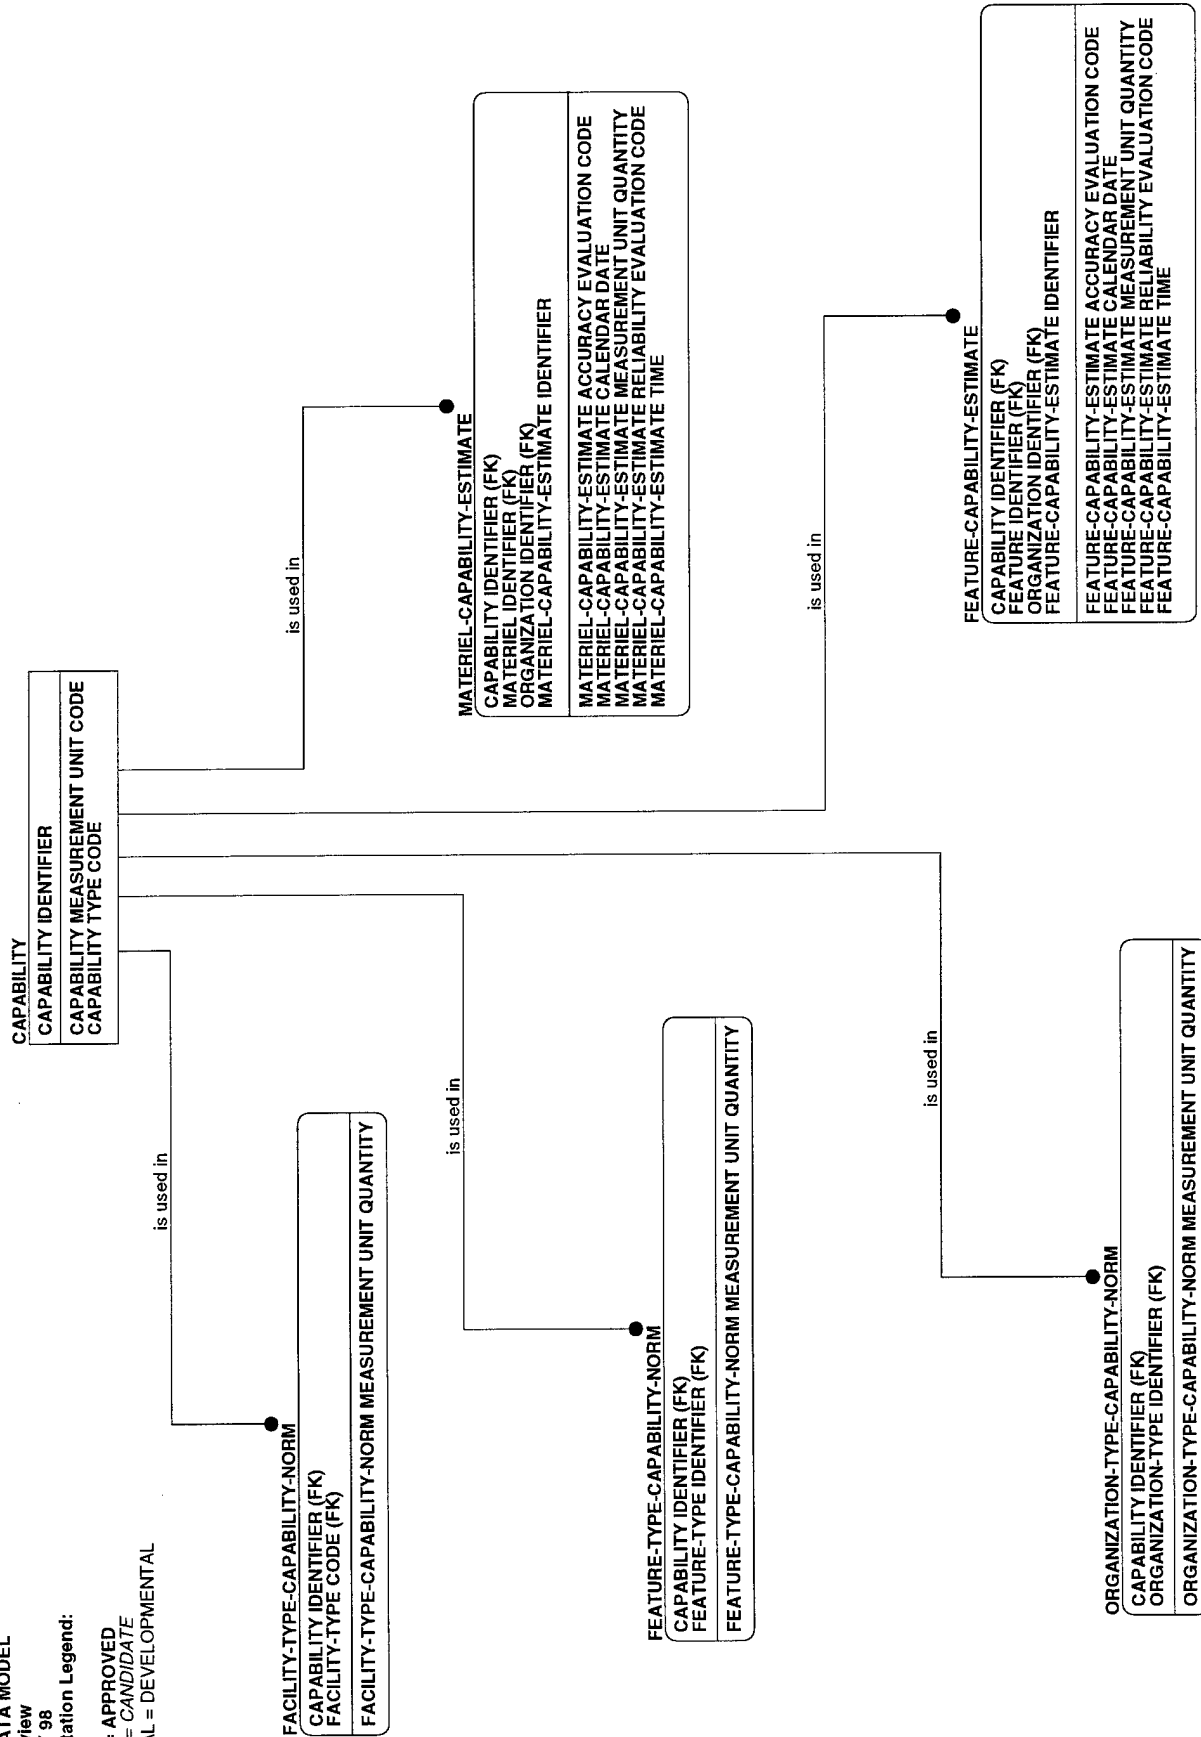 ATA MODEL
view
98
tation Legend:
= APPROVED
= CANDIDATE
AL = DEVELOPMENTAL
CAPABILITY
CAPABILITY IDENTIFIER
CAPABILITY MEASUREMENT UNIT CODE
CAPABILITY TYPE CODE
is used in
FACILITY-TYPE-CAPABILITY-NORM
CAPABILITY IDENTIFIER (FK)
FACILITY-TYPE CODE (FK)
FACILITY-TYPE-CAPABILITY-NORM MEASUREMENT UNIT QUANTITY
is used in
MATERIEL-CAPABILITY-ESTIMATE
CAPABILITY IDENTIFIER (FK)
MATERIEL IDENTIFIER (FK)
ORGANIZATION IDENTIFIER (FK)
MATERIEL-CAPABILITY-ESTIMATE IDENTIFIER
MATERIEL-CAPABILITY-ESTIMATE ACCURACY EVALUATION CODE
MATERIEL-CAPABILITY-ESTIMATE CALENDAR DATE
MATERIEL-CAPABILITY-ESTIMATE MEASUREMENT UNIT QUANTITY
MATERIEL-CAPABILITY-ESTIMATE RELIABILITY EVALUATION CODE
MATERIEL-CAPABILITY-ESTIMATE TIME
is used in
FEATURE-TYPE-CAPABILITY-NORM
CAPABILITY IDENTIFIER (FK)
FEATURE-TYPE IDENTIFIER (FK)
FEATURE-TYPE-CAPABILITY-NORM MEASUREMENT UNIT QUANTITY
is used in
FEATURE-CAPABILITY-ESTIMATE
CAPABILITY IDENTIFIER (FK)
FEATURE IDENTIFIER (FK)
ORGANIZATION IDENTIFIER (FK)
FEATURE-CAPABILITY-ESTIMATE IDENTIFIER
FEATURE-CAPABILITY-ESTIMATE ACCURACY EVALUATION CODE
FEATURE-CAPABILITY-ESTIMATE CALENDAR DATE
FEATURE-CAPABILITY-ESTIMATE MEASUREMENT UNIT QUANTITY
FEATURE-CAPABILITY-ESTIMATE RELIABILITY EVALUATION CODE
FEATURE-CAPABILITY-ESTIMATE TIME
is used in
ORGANIZATION-TYPE-CAPABILITY-NORM
CAPABILITY IDENTIFIER (FK)
ORGANIZATION-TYPE IDENTIFIER (FK)
ORGANIZATION-TYPE-CAPABILITY-NORM MEASUREMENT UNIT QUANTITY